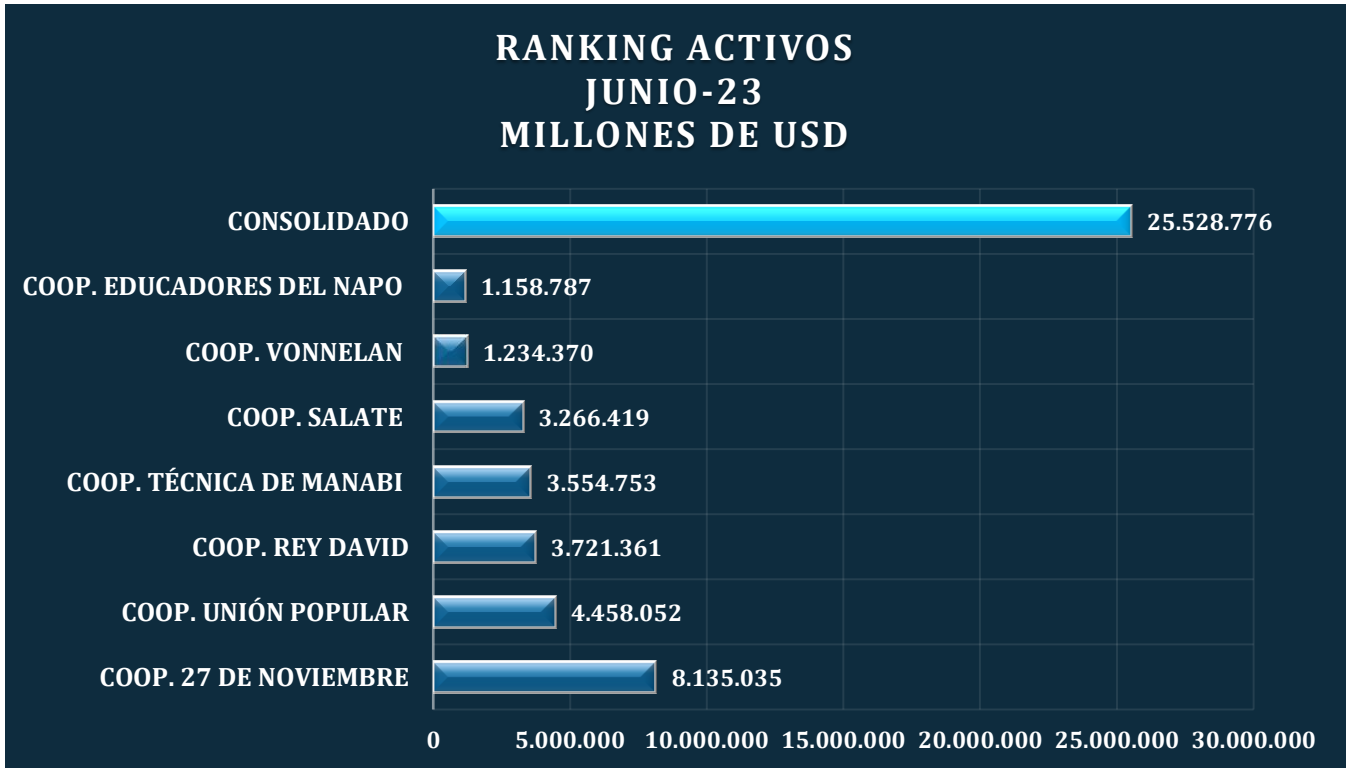 RANKING ACTIVOS
JUNIO-23
MILLONES DE USD
CONSOLIDADO 25.528.776
COOP. EDUCADORES DEL NAPO 1.158.787
COOP. VONNELAN 1.234.370
COOP. SALATE 3.266.419
COOP. TÉCNICA DE MANABI 3.554.753
COOP. REY DAVID 3.721.361
COOP. UNIÓN POPULAR 4.458.052
COOP. 27 DE NOVIEMBRE 8.135.035
0 5.000.000 10.000.000 15.000.000 20.000.000 25.000.000 30.000.000